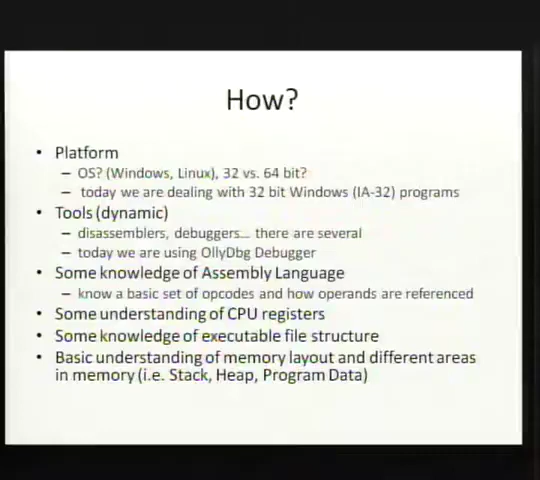 How?
• Platform
– OS? (Windows, Linux), 32 vs. 64 bit?
– today we are dealing with 32 bit Windows (IA-32) programs
• Tools (dynamic)
– disassemblers, debuggers... there are several
– today we are using OllyDbg Debugger
• Some knowledge of Assembly Language
– know a basic set of opcodes and how operands are referenced
• Some understanding of CPU registers
• Some knowledge of executable file structure
• Basic understanding of memory layout and different areas
in memory (i.e. Stack, Heap, Program Data)